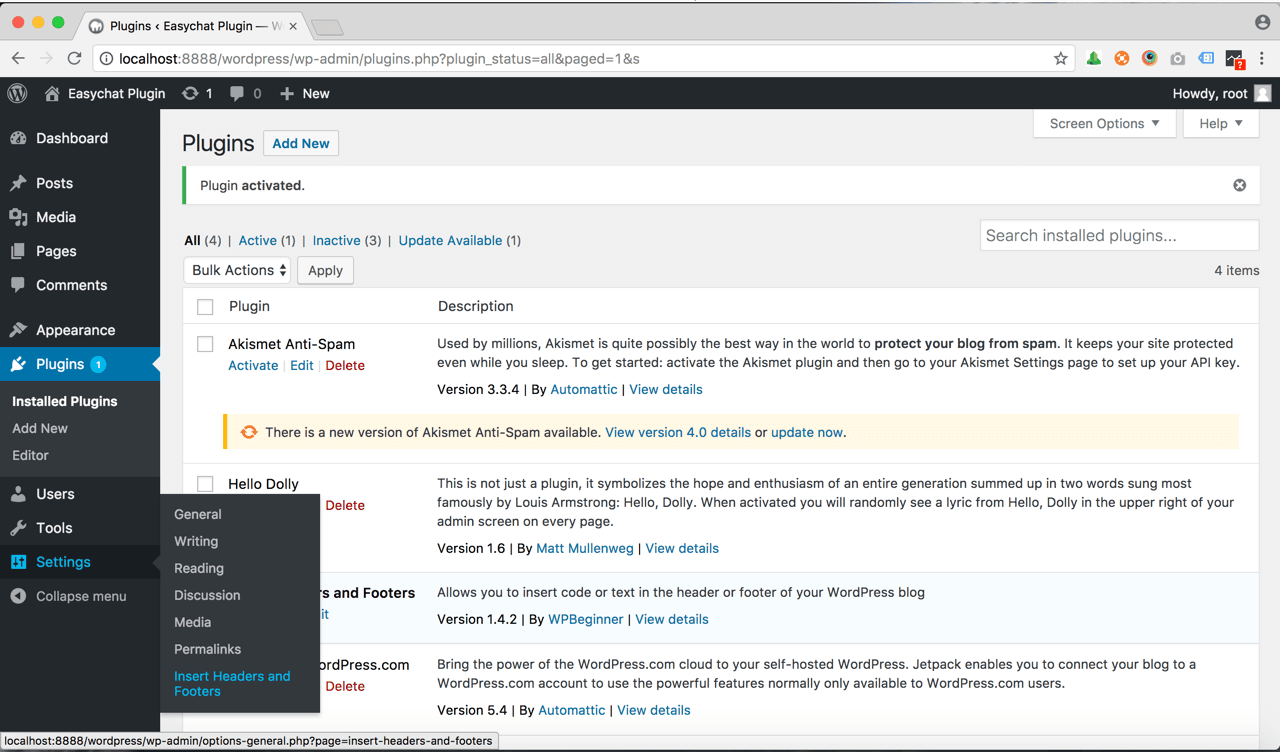 Plugins ‹ Easychat Plugin — W
localhost:8888/wordpress/wp-admin/plugins.php?plugin_status=all&paged=1&s
?
Easychat Plugin 1 0 New Howdy, root
Screen Options Help
Dashboard
Posts
Media
Pages
Comments
Appearance
Plugins 1
Installed Plugins
Add New
Editor
Users
Tools
Settings
Collapse menu
General
Writing
Reading
Discussion
Media
Permalinks
Insert Headers and
Footers
Plugins Add New
Plugin activated.
All (4) | Active (1) | Inactive (3) | Update Available (1)
Search installed plugins...
Bulk Actions Apply
4 items
Plugin Description
Akismet Anti-Spam
Activate | Edit | Delete
Used by millions, Akismet is quite possibly the best way in the world to protect your blog from spam. It keeps your site protected
even while you sleep. To get started: activate the Akismet plugin and then go to your Akismet Settings page to set up your API key.
Version 3.3.4 | By Automattic | View details
There is a new version of Akismet Anti-Spam available. View version 4.0 details or update now.
Hello Dolly
Delete
This is not just a plugin, it symbolizes the hope and enthusiasm of an entire generation summed up in two words sung most
famously by Louis Armstrong: Hello, Dolly. When activated you will randomly see a lyric from Hello, Dolly in the upper right of your
admin screen on every page.
Version 1.6 | By Matt Mullenweg | View details
rs and Footers
it
Allows you to insert code or text in the header or footer of your WordPress blog
Version 1.4.2 | By WPBeginner | View details
ordPress.com
Delete
Bring the power of the WordPress.com cloud to your self-hosted WordPress. Jetpack enables you to connect your blog to a
WordPress.com account to use the powerful features normally only available to WordPress.com users.
Version 5.4 | By Automattic | View details
localhost:8888/wordpress/wp-admin/options-general.php?page=insert-headers-and-footers